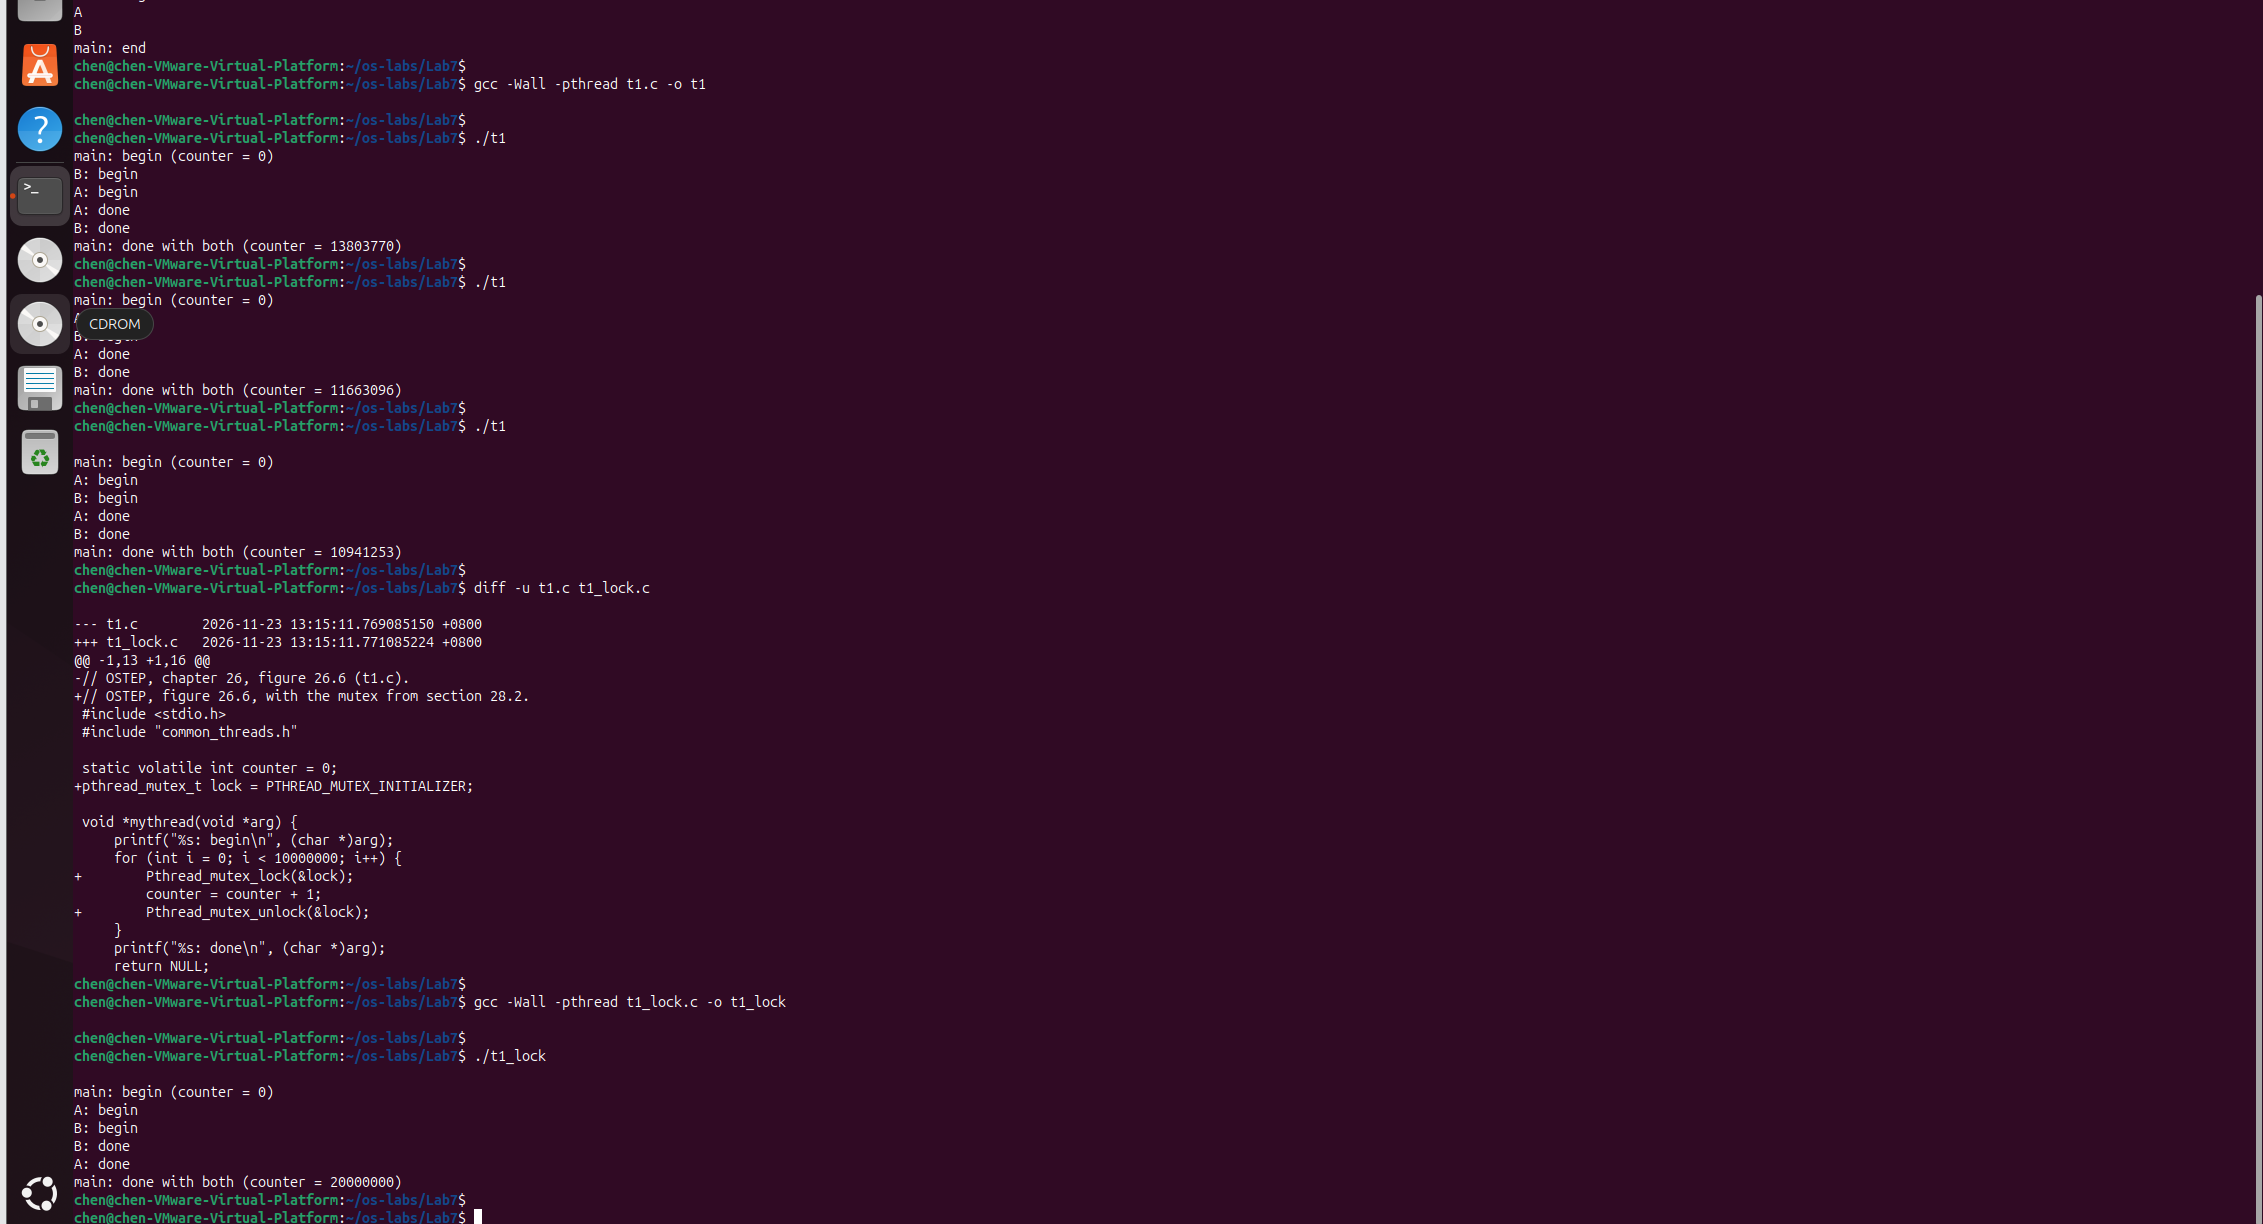 A
B
main: end
chen@chen-VMware-Virtual-Platform:~/os-labs/Lab7$
chen@chen-VMware-Virtual-Platform:~/os-labs/Lab7$ gcc -Wall -pthread t1.c -o t1
chen@chen-VMware-Virtual-Platform:~/os-labs/Lab7$
chen@chen-VMware-Virtual-Platform:~/os-labs/Lab7$ ./t1
main: begin (counter = 0)
B: begin
A: begin
A: done
B: done
main: done with both (counter = 13803770)
chen@chen-VMware-Virtual-Platform:~/os-labs/Lab7$
chen@chen-VMware-Virtual-Platform:~/os-labs/Lab7$ ./t1
main: begin (counter = 0)
CDROM
A: done
B: done
main: done with both (counter = 11663096)
chen@chen-VMware-Virtual-Platform:~/os-labs/Lab7$
chen@chen-VMware-Virtual-Platform:~/os-labs/Lab7$ ./t1
main: begin (counter = 0)
A: begin
B: begin
A: done
B: done
main: done with both (counter = 10941253)
chen@chen-VMware-Virtual-Platform:~/os-labs/Lab7$
chen@chen-VMware-Virtual-Platform:~/os-labs/Lab7$ diff -u t1.c t1_lock.c
--- t1.c        2026-11-23 13:15:11.769085150 +0800
+++ t1_lock.c   2026-11-23 13:15:11.771085224 +0800
@@ -1,13 +1,16 @@
-// OSTEP, chapter 26, figure 26.6 (t1.c).
+// OSTEP, figure 26.6, with the mutex from section 28.2.
 #include <stdio.h>
 #include "common_threads.h"
 static volatile int counter = 0;
+pthread_mutex_t lock = PTHREAD_MUTEX_INITIALIZER;
 void *mythread(void *arg) {
     printf("%s: begin\n", (char *)arg);
     for (int i = 0; i < 10000000; i++) {
+        Pthread_mutex_lock(&lock);
         counter = counter + 1;
+        Pthread_mutex_unlock(&lock);
     }
     printf("%s: done\n", (char *)arg);
     return NULL;
chen@chen-VMware-Virtual-Platform:~/os-labs/Lab7$
chen@chen-VMware-Virtual-Platform:~/os-labs/Lab7$ gcc -Wall -pthread t1_lock.c -o t1_lock
chen@chen-VMware-Virtual-Platform:~/os-labs/Lab7$
chen@chen-VMware-Virtual-Platform:~/os-labs/Lab7$ ./t1_lock
main: begin (counter = 0)
A: begin
B: begin
B: done
A: done
main: done with both (counter = 20000000)
chen@chen-VMware-Virtual-Platform:~/os-labs/Lab7$
chen@chen-VMware-Virtual-Platform:~/os-labs/Lab7$